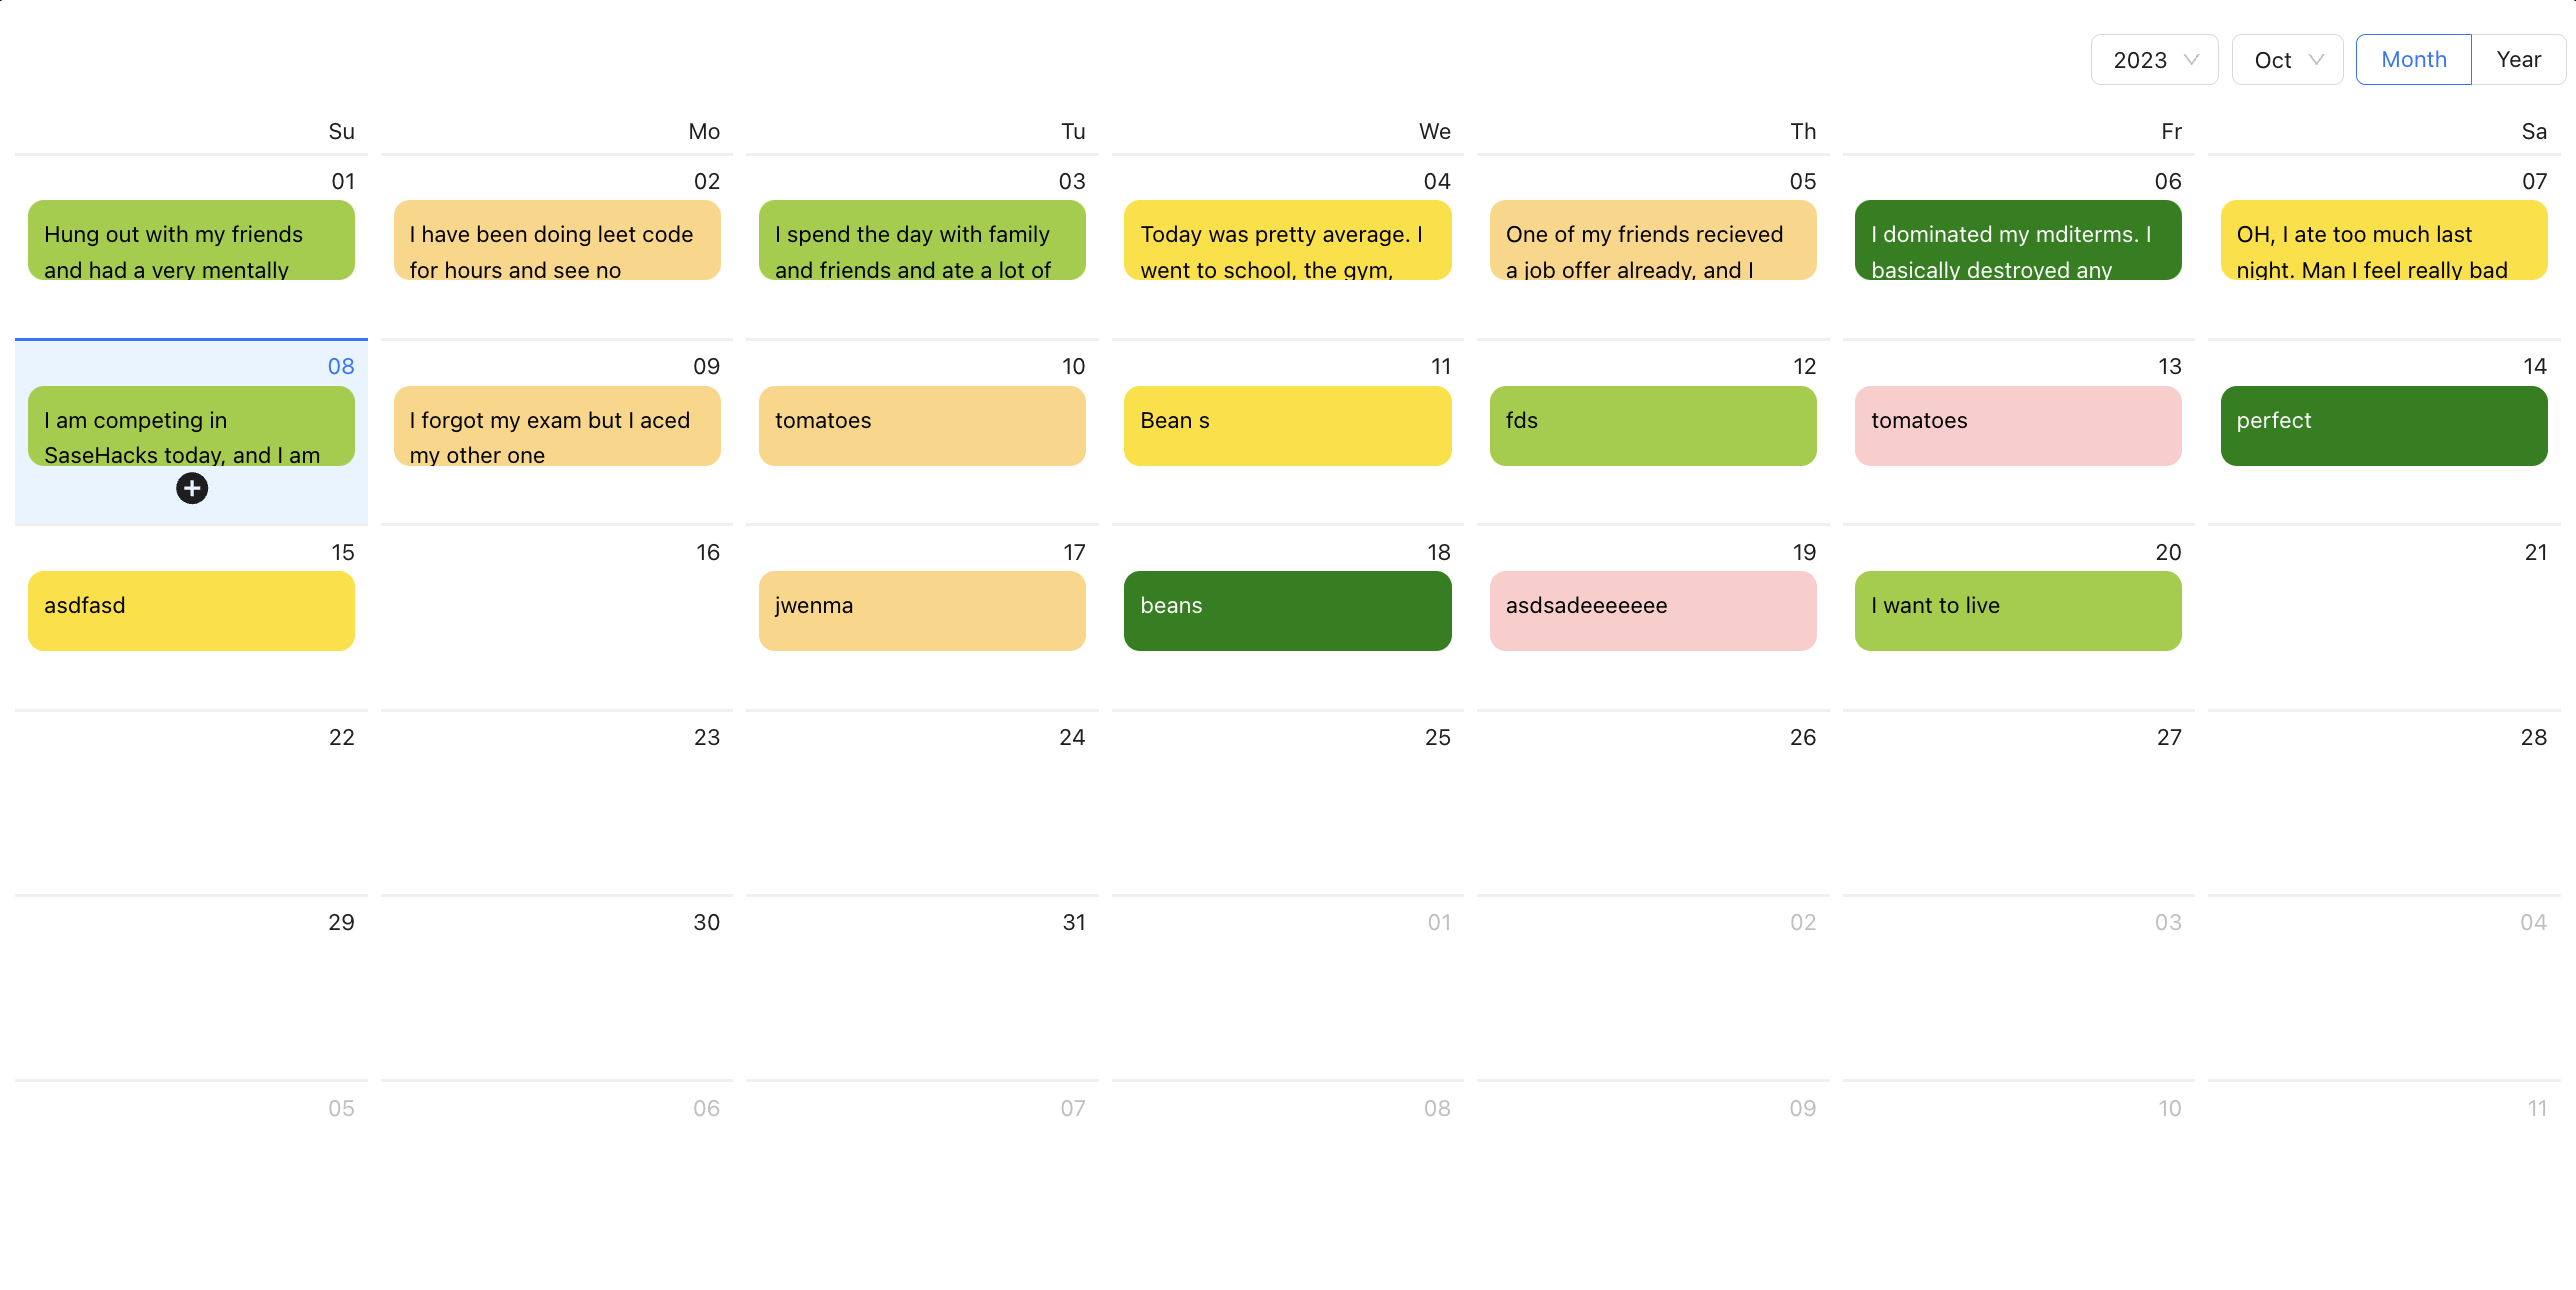 2023 Oct Month Year
Su Mo Tu We Th Fr Sa
01 02 03 04 05 06 07
Hung out with my friends
and had a very mentally
I have been doing leet code
for hours and see no
I spend the day with family
and friends and ate a lot of
Today was pretty average. I
went to school, the gym,
One of my friends recieved
a job offer already, and I
I dominated my mditerms. I
basically destroyed any
OH, I ate too much last
night. Man I feel really bad
08 09 10 11 12 13 14
I am competing in
SaseHacks today, and I am
I forgot my exam but I aced
my other one
tomatoes
Bean s
fds
tomatoes
perfect
15 16 17 18 19 20 21
asdfasd
jwenma
beans
asdsadeeeeeee
I want to live
22 23 24 25 26 27 28
29 30 31 01 02 03 04
05 06 07 08 09 10 11